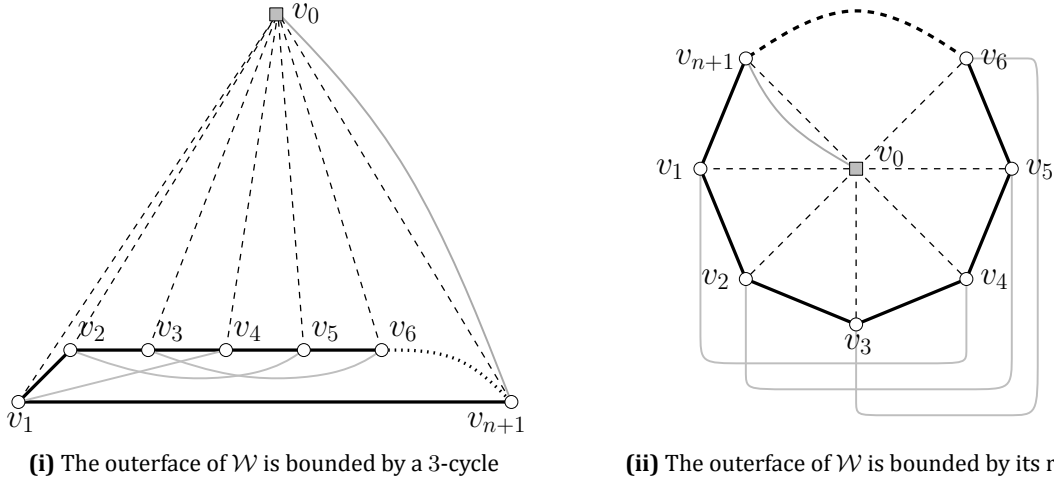 v₀
v₂ v₃ v₄ v₅ v₆
v₁ vₙ₊₁
(i) The outerface of 𝒲 is bounded by a 3-cycle
vₙ₊₁ v₆
v₁ v₀ v₅
v₂ v₄
v₃
(ii) The outerface of 𝒲 is bounded by its